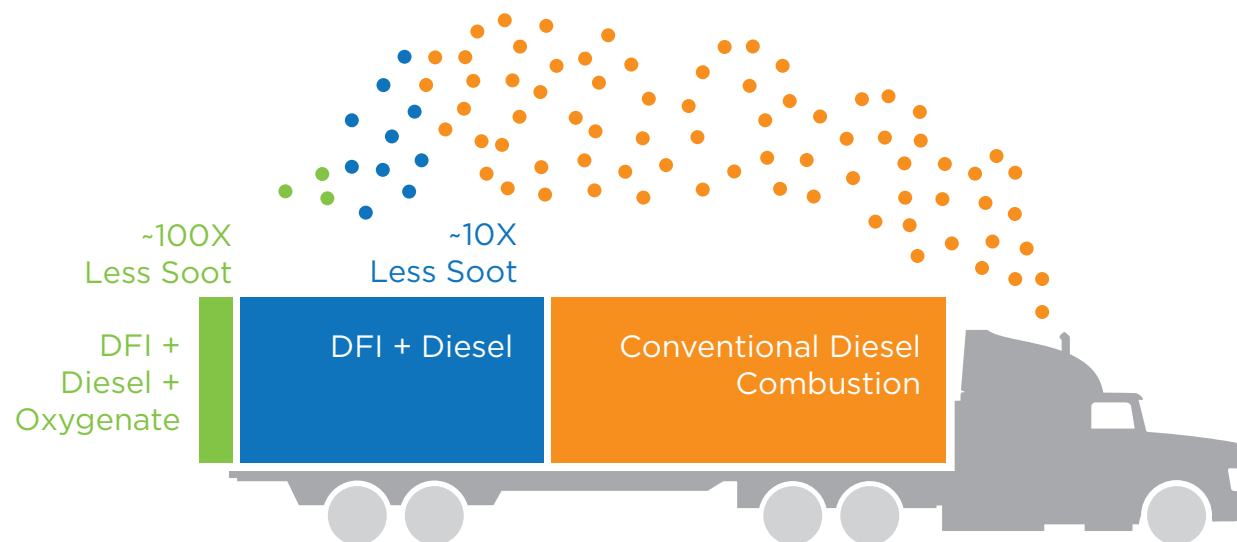 ~100X
Less Soot
~10X
Less Soot
DFI +
Diesel +
Oxygenate
DFI + Diesel
Conventional Diesel
Combustion